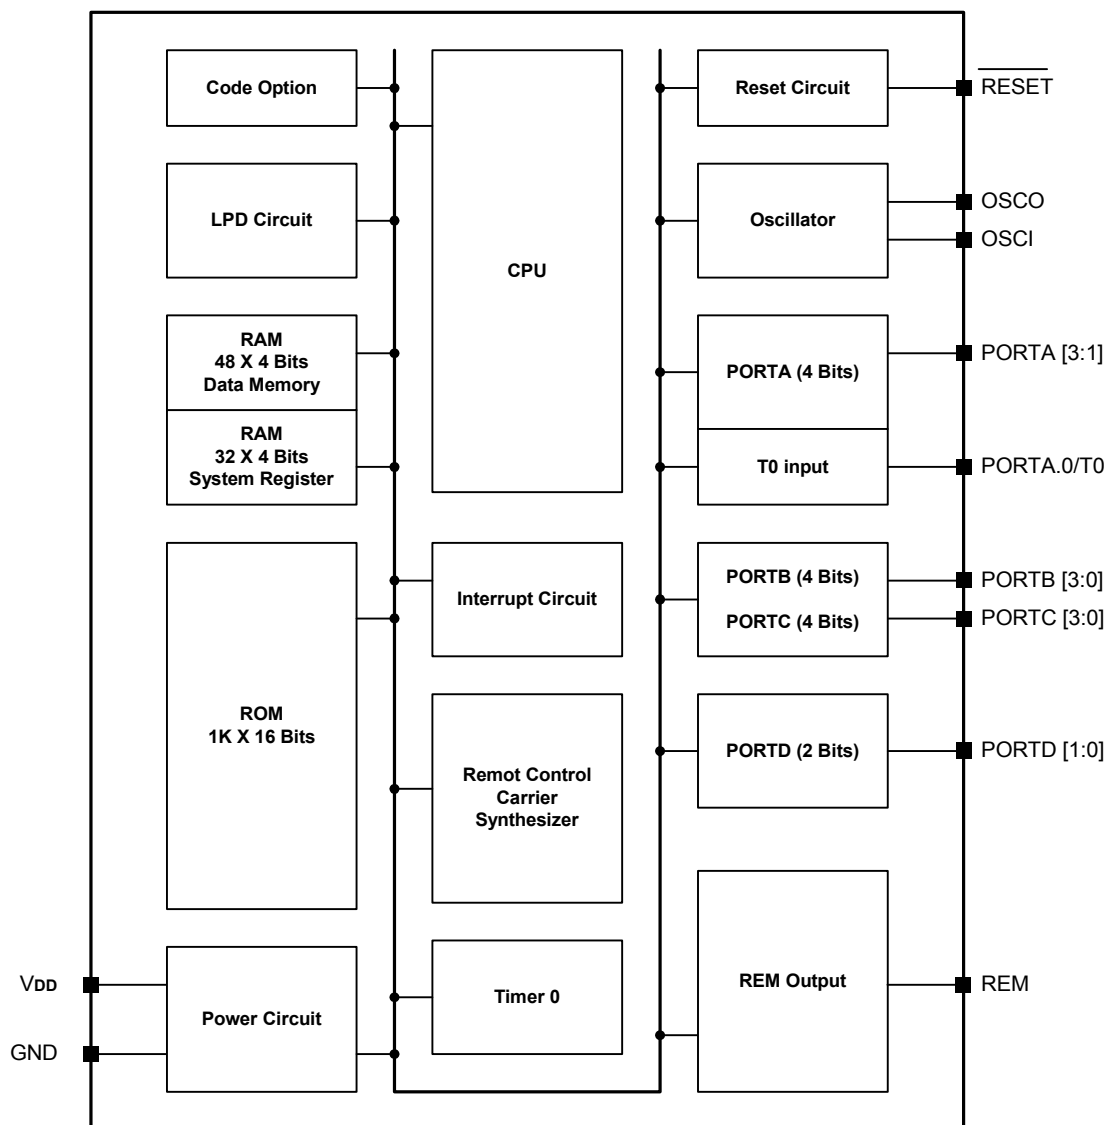 Code Option
LPD Circuit
RAM
48 X 4 Bits
Data Memory
RAM
32 X 4 Bits
System Register
ROM
1K X 16 Bits
Power Circuit
VDD
GND
CPU
Interrupt Circuit
Remot Control
Carrier
Synthesizer
Timer 0
Reset Circuit
Oscillator
PORTA (4 Bits)
T0 input
PORTB (4 Bits)
PORTC (4 Bits)
PORTD (2 Bits)
REM Output
RESET
OSCO
OSCI
PORTA [3:1]
PORTA.0/T0
PORTB [3:0]
PORTC [3:0]
PORTD [1:0]
REM